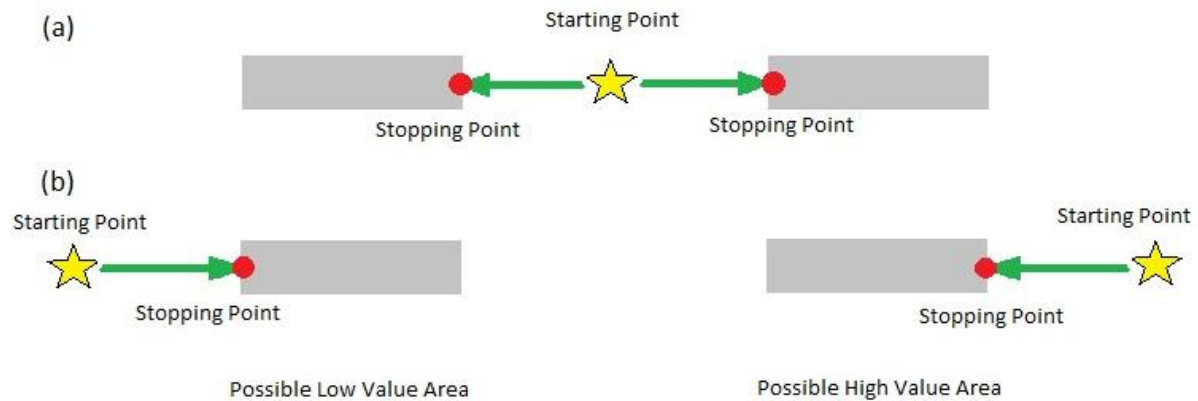 (a)
Starting Point
Stopping Point
Stopping Point
(b)
Starting Point
Starting Point
Stopping Point
Stopping Point
Possible Low Value Area
Possible High Value Area